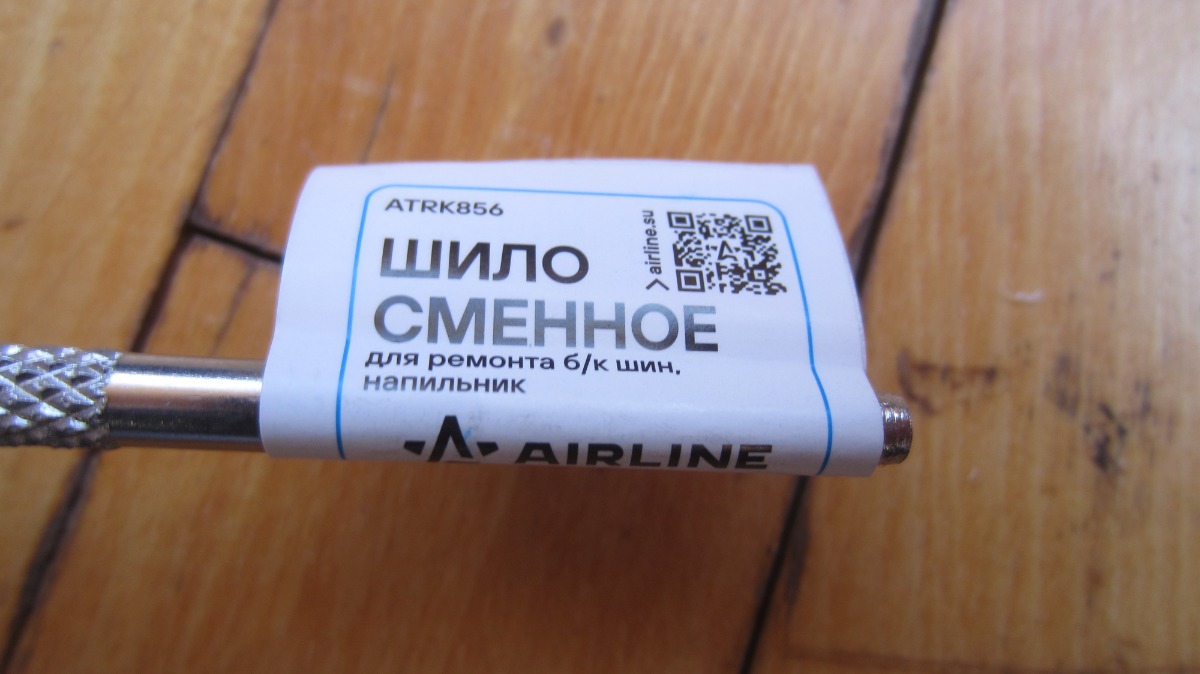 ATRK856
> airline.su
ШИЛО
СМЕННОЕ
для ремонта б/к шин,
напильник
AIRLINE